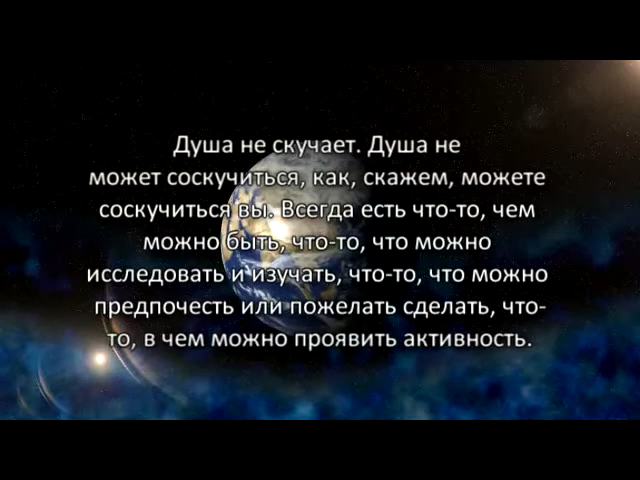 Душа не скучает. Душа не
может соскучиться, как, скажем, можете
соскучиться вы. Всегда есть что-то, чем
можно быть, что-то, что можно
исследовать и изучать, что-то, что можно
предпочесть или пожелать сделать, что-
то, в чем можно проявить активность.